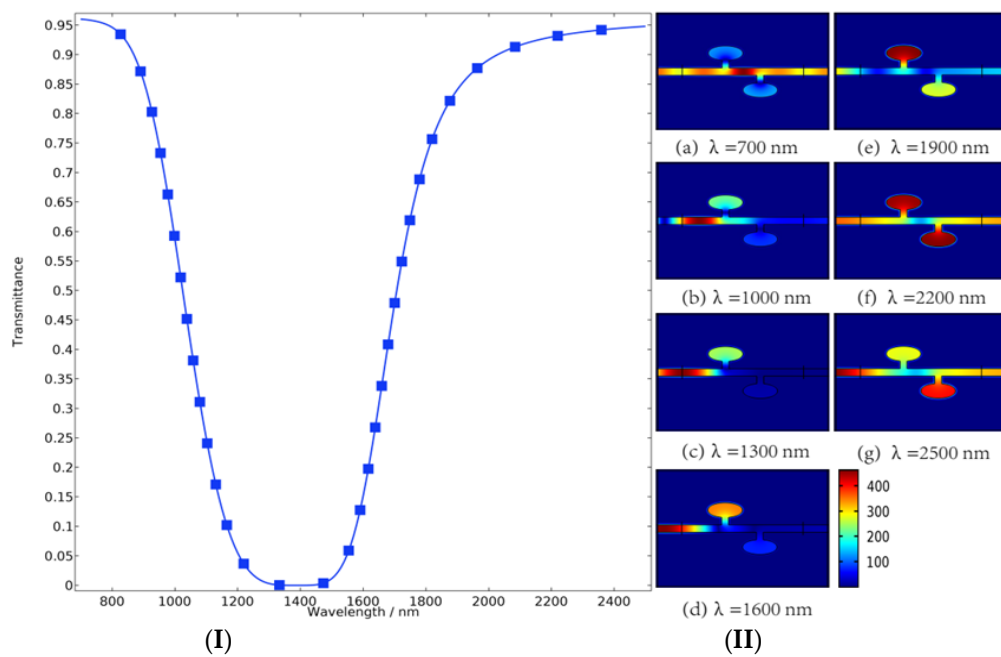 0.95
0.9
0.85
0.8
0.75
0.7
0.65
0.6
0.55
0.5
0.45
0.4
0.35
0.3
0.25
0.2
0.15
0.1
0.05
0
Transmittance
800 1000 1200 1400 1600 1800 2000 2200 2400
Wavelength / nm
(I)
(a) λ =700 nm
(e) λ =1900 nm
(b) λ =1000 nm
(f) λ =2200 nm
(c) λ =1300 nm
(g) λ =2500 nm
400
300
200
100
(d) λ =1600 nm
(II)